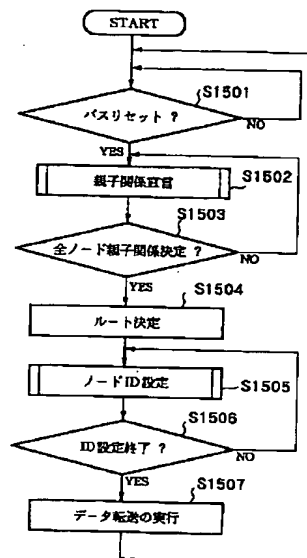 START
S1501
バスリセット ?
NO
YES
S1502
親子関係宣言
S1503
全ノード親子関係決定 ?
NO
YES
S1504
ルート決定
ノードID設定
S1505
S1506
ID設定終了 ?
NO
YES
S1507
データ転送の実行